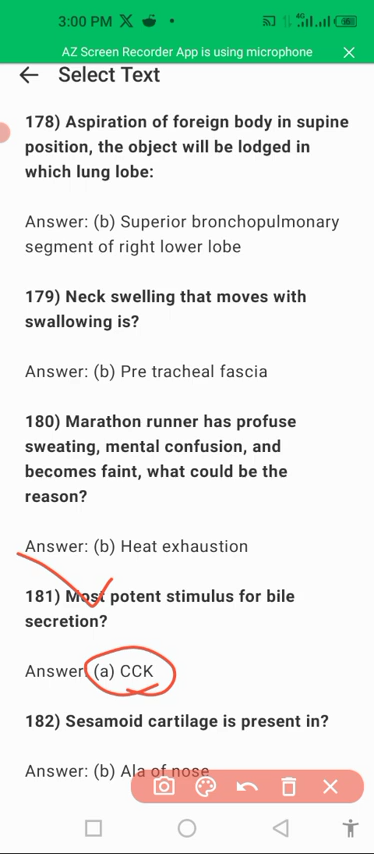 3:00 PM
AZ Screen Recorder App is using microphone
Select Text
178) Aspiration of foreign body in supine
position, the object will be lodged in
which lung lobe:
Answer: (b) Superior bronchopulmonary
segment of right lower lobe
179) Neck swelling that moves with
swallowing is?
Answer: (b) Pre tracheal fascia
180) Marathon runner has profuse
sweating, mental confusion, and
becomes faint, what could be the
reason?
Answer: (b) Heat exhaustion
181) Most potent stimulus for bile
secretion?
Answer: (a) CCK
182) Sesamoid cartilage is present in?
Answer: (b) Ala of nose